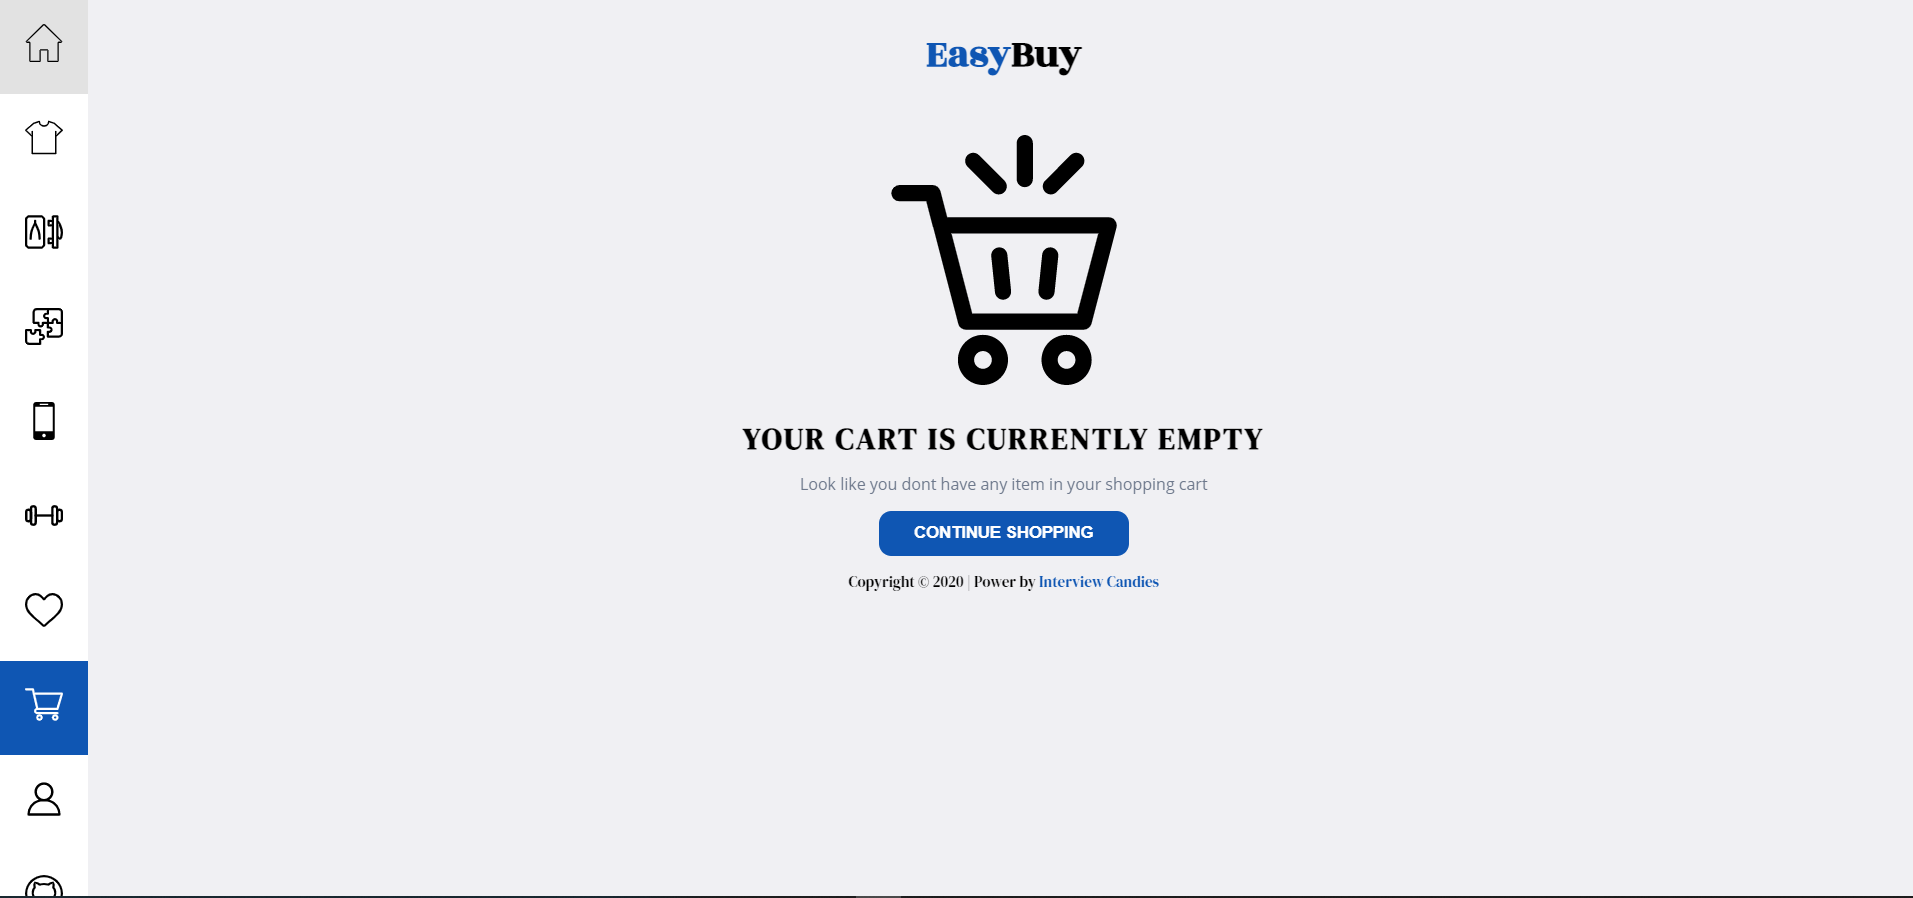 EasyBuy
YOUR CART IS CURRENTLY EMPTY
Look like you dont have any item in your shopping cart
CONTINUE SHOPPING
Copyright © 2020 | Power by Interview Candies